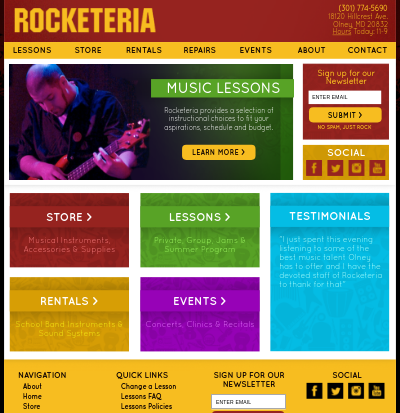 ROCKETERIA
(301) 774-5690
18120 Hillcrest Ave.
Olney, MD 20832
Hours Today: 11-9
LESSONS STORE RENTALS REPAIRS EVENTS ABOUT CONTACT
MUSIC LESSONS
Rocketeria provides a selection of
instructional choices to fit your
aspirations, schedule and budget.
LEARN MORE >
Sign up for our
Newsletter
ENTER EMAIL
SUBMIT >
NO SPAM, JUST ROCK
SOCIAL
STORE >
Musical Instruments,
Accessories & Supplies
LESSONS >
Private, Group, Jams &
Summer Program
TESTIMONIALS
"I just spent this evening
listening to some of the
best music talent Olney
has to offer and I have the
devoted staff of Rocketeria
to thank for that"
RENTALS >
School Band Instruments &
Sound Systems
EVENTS >
Concerts, Clinics & Recitals
NAVIGATION
About
Home
Store
QUICK LINKS
Change a Lesson
Lessons FAQ
Lessons Policies
SIGN UP FOR OUR
NEWSLETTER
ENTER EMAIL
SOCIAL